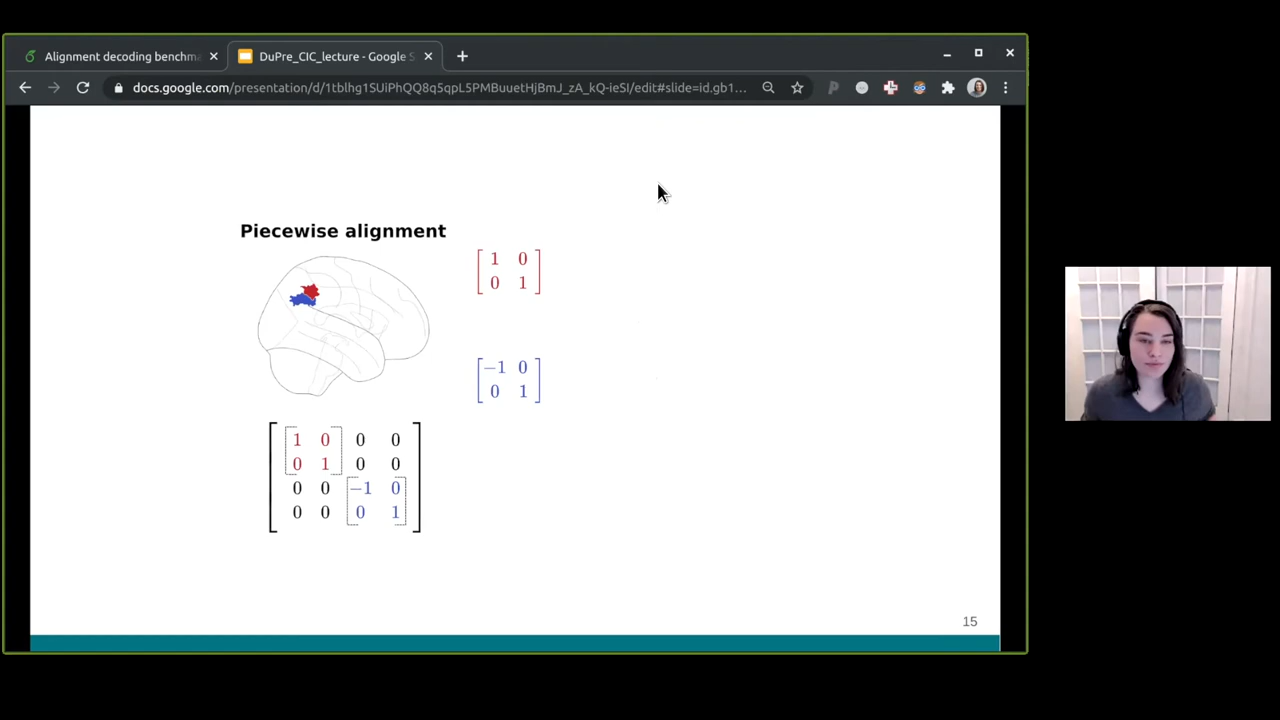 Alignment decoding benchma
DuPre_CIC_lecture - Google S
docs.google.com/presentation/d/1tblhg1SUiPhQQ8q5qpL5PMBuuetHjBmJ_zA_kQ-ieSI/edit#slide=id.gb1...
Piecewise alignment
1 0
0 1
−1 0
0 1
1 0 0 0
0 1 0 0
0 0 −1 0
0 0 0 1
15